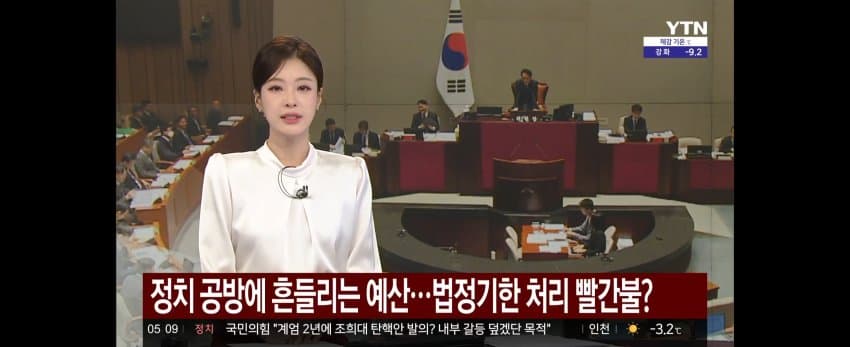 YTN
체감 기온 ℃
강화 -9.2
정치 공방에 흔들리는 예산…법정기한 처리 빨간불?
05 09 정치 국민의힘 "계엄 2년에 조희대 탄핵안 발의? 내부 갈등 덮겠단 목적" 인천 -3.2℃